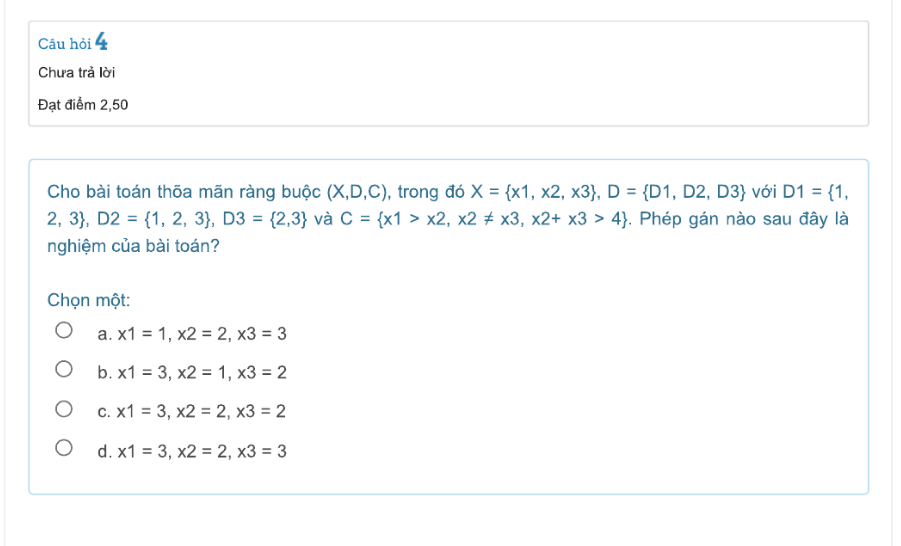 Câu hỏi 4
Chưa trả lời
Đạt điểm 2,50
Cho bài toán thõa mãn ràng buộc (X,D,C), trong đó X = {x1, x2, x3}, D = {D1, D2, D3} với D1 = {1,
2, 3}, D2 = {1, 2, 3}, D3 = {2,3} và C = {x1 > x2, x2 ≠ x3, x2+ x3 > 4}. Phép gán nào sau đây là
nghiệm của bài toán?
Chọn một:
a. x1 = 1, x2 = 2, x3 = 3
b. x1 = 3, x2 = 1, x3 = 2
c. x1 = 3, x2 = 2, x3 = 2
d. x1 = 3, x2 = 2, x3 = 3